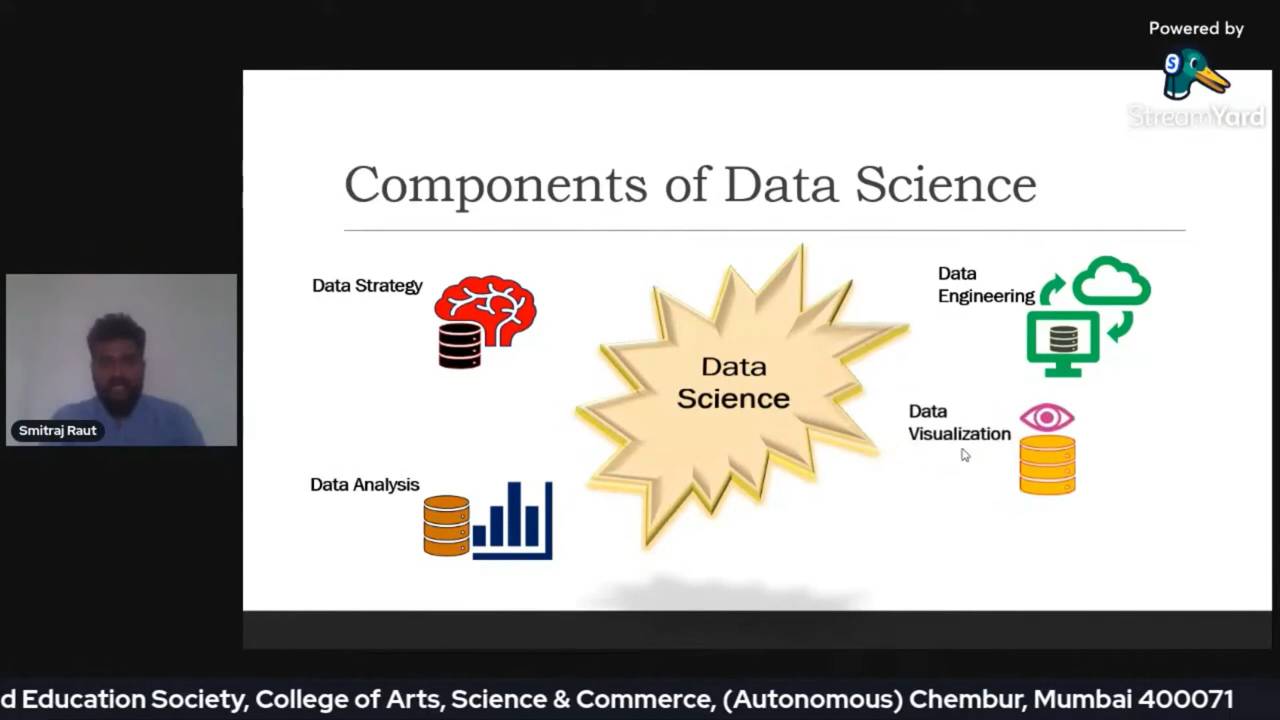 Powered by
StreamYard
Components of Data Science
Data Strategy
Data
Engineering
Data
Science
Data
Visualization
Smitraj Raut
Data Analysis
d Education Society, College of Arts, Science & Commerce, (Autonomous) Chembur, Mumbai 400071